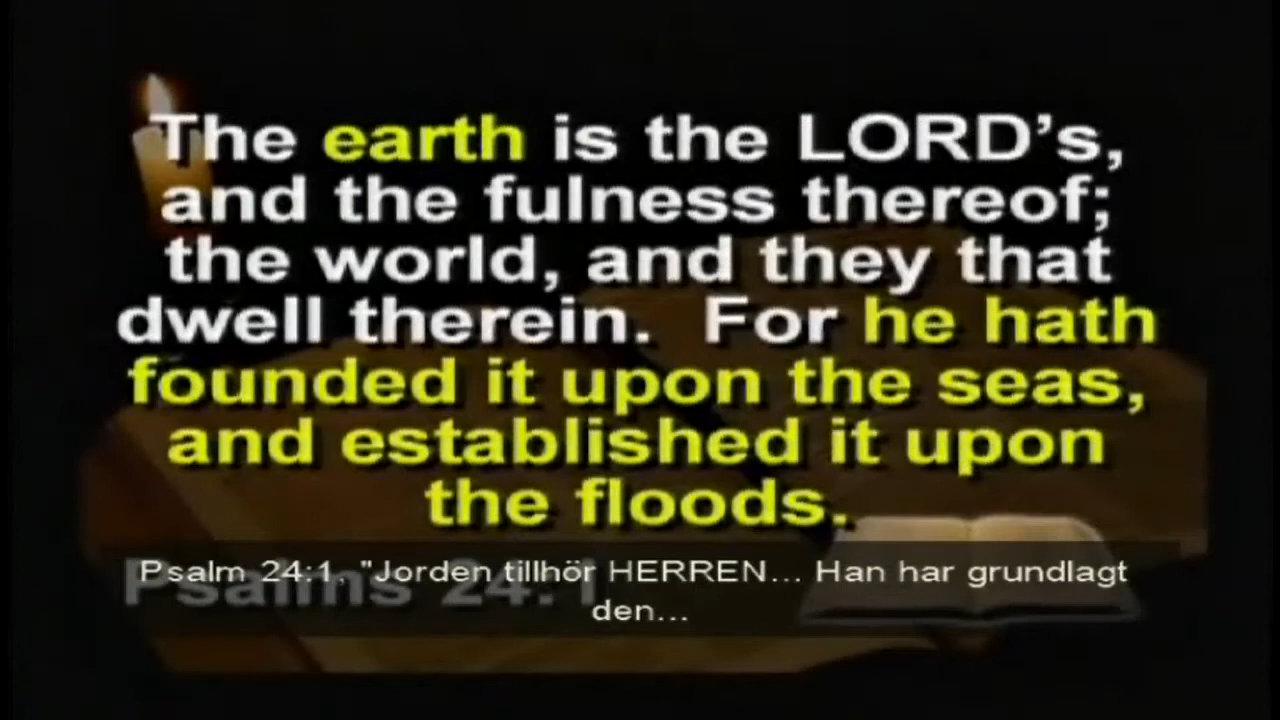 The earth is the LORD’s,
and the fulness thereof;
the world, and they that
dwell therein. For he hath
founded it upon the seas,
and established it upon
the floods.
Psalms 24:1
Psalm 24:1, "Jorden tillhör HERREN... Han har grundlagt
den...